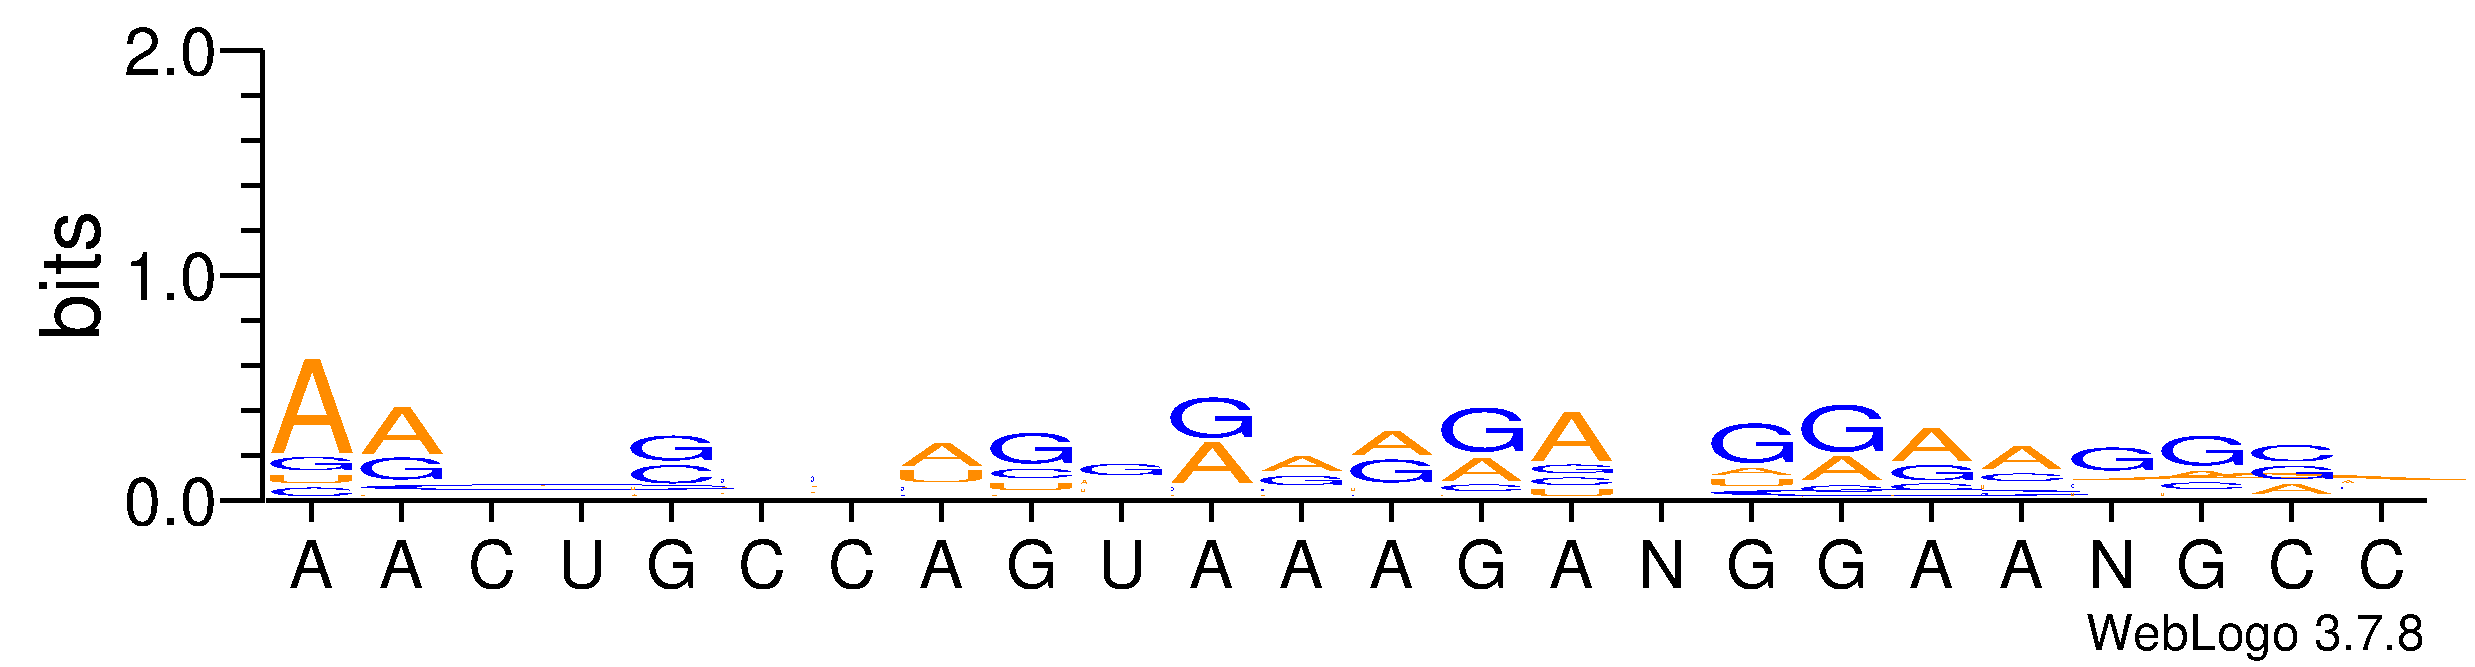 2.0
bits
1.0
0.0
A A C U G C C A G U A A A G A N G G A A N G C C
WebLogo 3.7.8